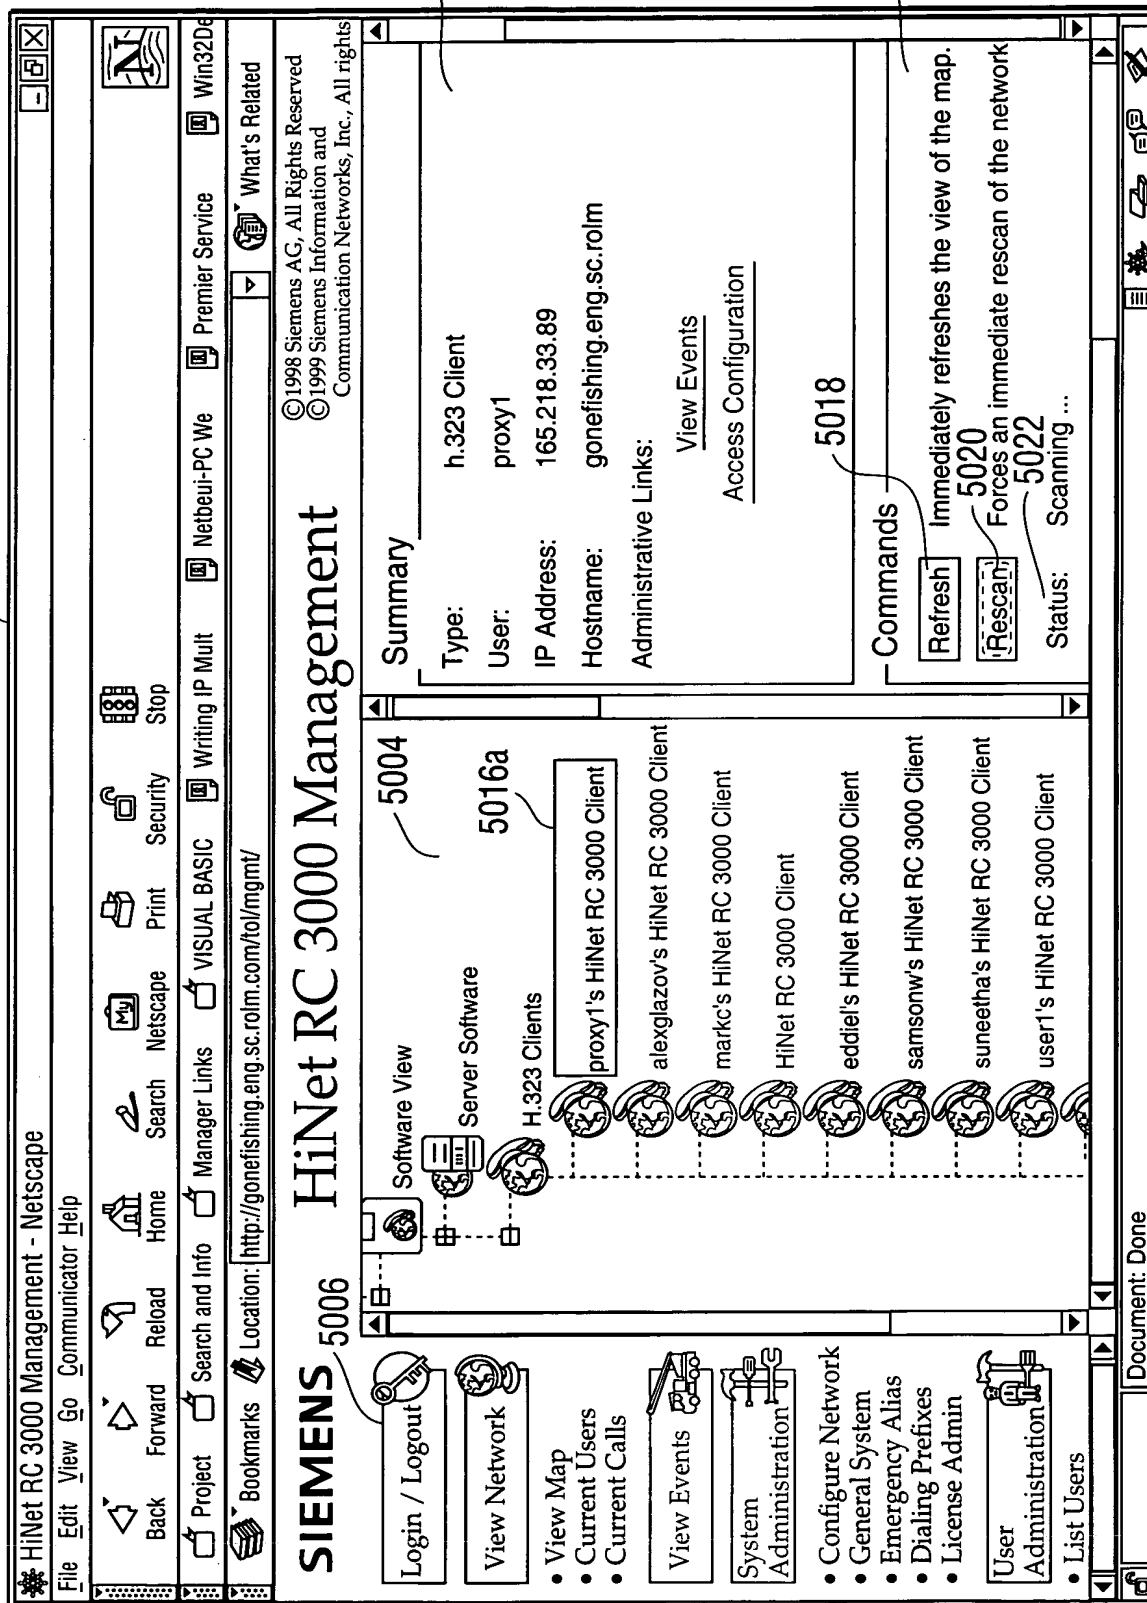 HiNet RC 3000 Management - Netscape
File Edit View Go Communicator Help
Back Forward Reload Home Search Netscape Print Security Stop
Project Search and Info Manager Links VISUAL BASIC Writing IP Mult Netbeui-PC We Premier Service Win32De
Bookmarks Location: http://gonefishing.eng.sc.rolm.com/tol/mgmt/ What's Related
SIEMENS
HiNet RC 3000 Management
©1998 Siemens AG, All Rights Reserved
©1999 Siemens Information and
Communication Networks, Inc., All rights
5006
Login / Logout
View Network
• View Map
• Current Users
• Current Calls
View Events
System
Administration
• Configure Network
• General System
• Emergency Alias
• Dialing Prefixes
• License Admin
User
Administration
• List Users
5004
Software View
Server Software
H.323 Clients
5016a
proxy1's HiNet RC 3000 Client
alexglazov's HiNet RC 3000 Client
markc's HiNet RC 3000 Client
HiNet RC 3000 Client
eddiel's HiNet RC 3000 Client
samsonw's HiNet RC 3000 Client
suneetha's HiNet RC 3000 Client
user1's HiNet RC 3000 Client
Summary
Type: h.323 Client
User: proxy1
IP Address: 165.218.33.89
Hostname: gonefishing.eng.sc.rolm
Administrative Links:
View Events
Access Configuration
5018
Commands
Refresh Immediately refreshes the view of the map.
5020
Rescan Forces an immediate rescan of the network
5022
Status: Scanning ...
Document: Done